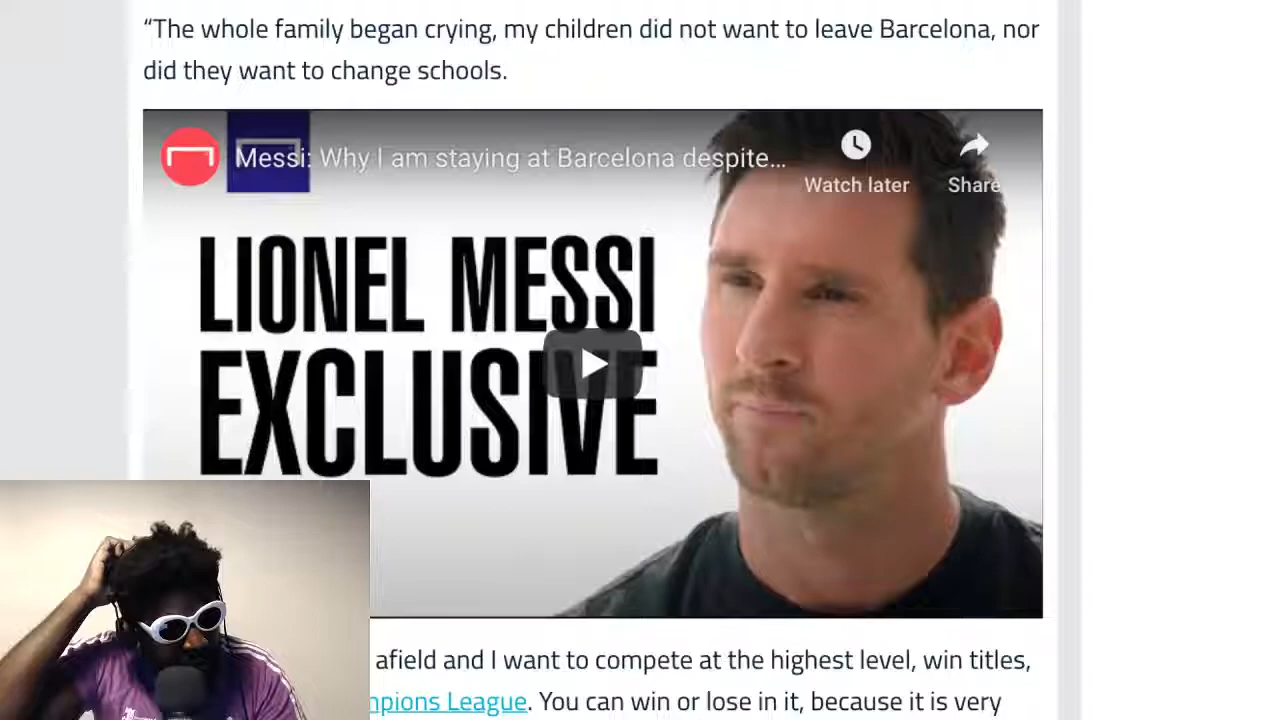 “The whole family began crying, my children did not want to leave Barcelona, nor
did they want to change schools.
Messi: Why I am staying at Barcelona despite...
Watch later
Share
LIONEL MESSI
EXCLUSIVE
afield and I want to compete at the highest level, win titles,
League. You can win or lose in it, because it is very